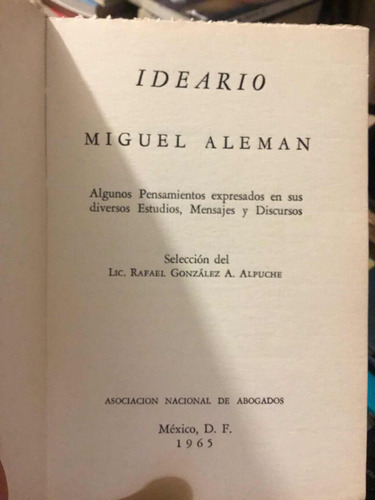 IDEARIO
MIGUEL ALEMAN
Algunos Pensamientos expresados en sus
diversos Estudios, Mensajes y Discursos
Selección del
LIC. RAFAEL GONZÁLEZ A. ALPUCHE
ASOCIACION NACIONAL DE ABOGADOS
México, D. F.
1965